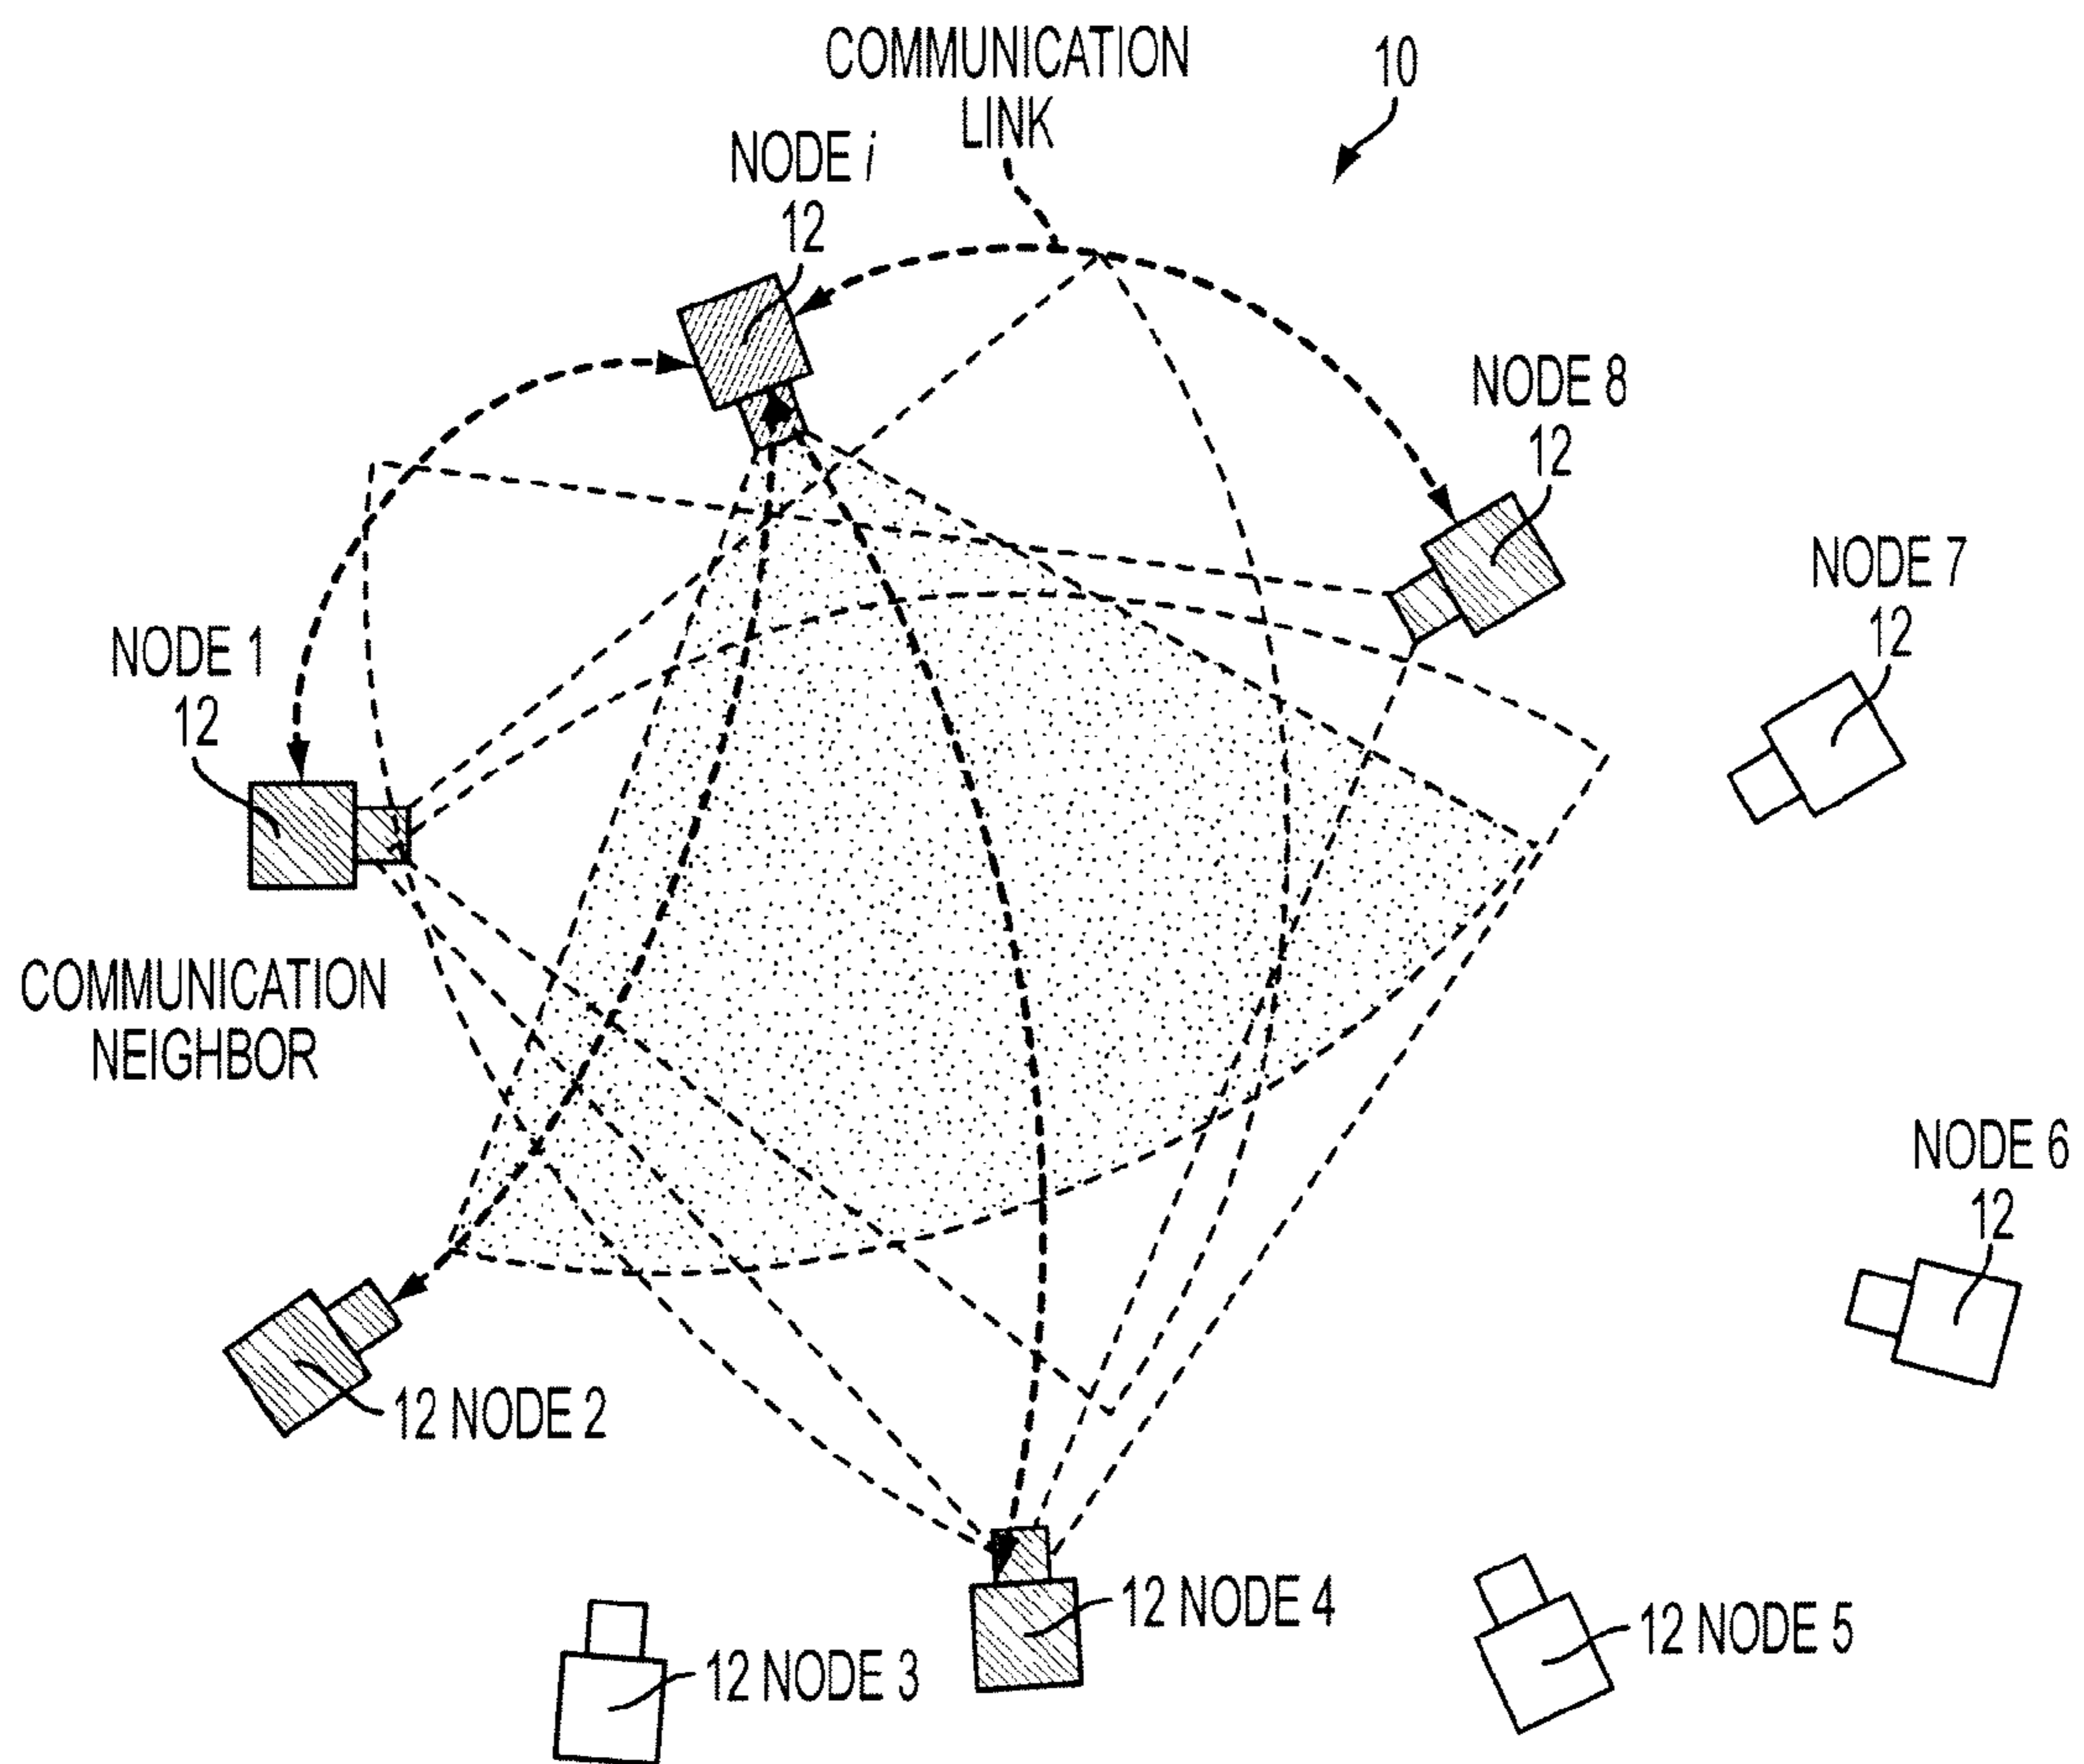 COMMUNICATION
LINK
10
NODE i
12
NODE 8
12
NODE 7
12
NODE 1
12
COMMUNICATION
NEIGHBOR
NODE 6
12
12 NODE 2
12 NODE 4
12 NODE 5
12 NODE 3